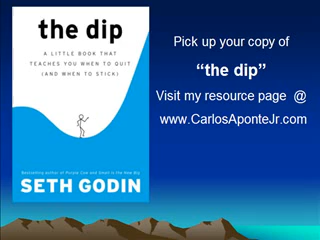 the dip
A LITTLE BOOK THAT
TEACHES YOU WHEN TO QUIT
(AND WHEN TO STICK)
Bestselling author of Purple Cow and Small is the New Big
SETH GODIN
Pick up your copy of
“the dip”
Visit my resource page @
www.CarlosAponteJr.com